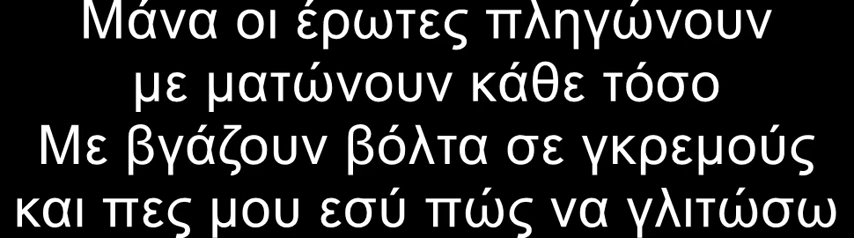 Μάνα οι έρωτες πληγώνουν
με ματώνουν κάθε τόσο
Με βγάζουν βόλτα σε γκρεμούς
και πες μου εσύ πώς να γλιτώσω